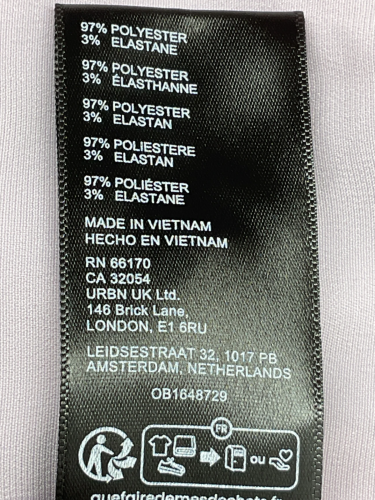 97% POLYESTER
3% ELASTANE
97% POLYESTER
3% ÉLASTHANNE
97% POLYESTER
3% ELASTAN
97% POLIESTERE
3% ELASTAN
97% POLIÉSTER
3% ELASTANE
MADE IN VIETNAM
HECHO EN VIETNAM
RN 66170
CA 32054
URBN UK Ltd.
146 Brick Lane,
LONDON, E1 6RU
LEIDSESTRAAT 32, 1017 PB
AMSTERDAM, NETHERLANDS
OB1648729
FR
ou
quefairedemesdechets.fr